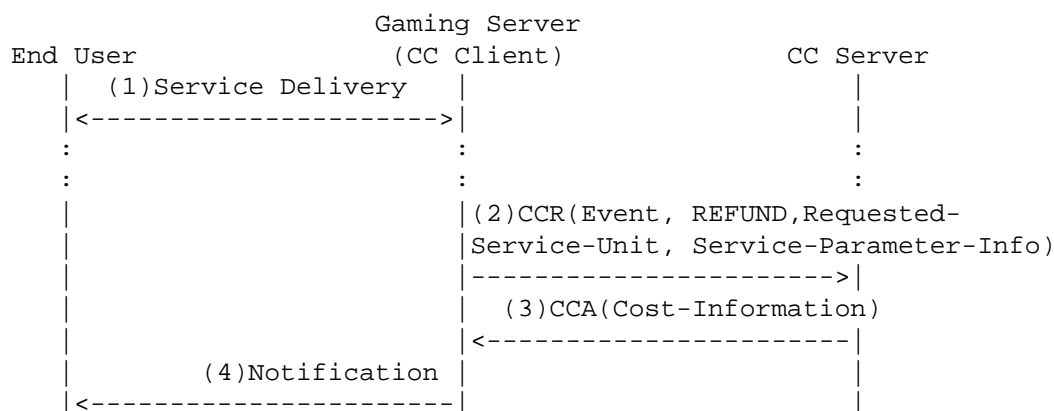 Gaming Server
End User (CC Client) CC Server
(1)Service Delivery
(2)CCR(Event, REFUND,Requested-
Service-Unit, Service-Parameter-Info)
(3)CCA(Cost-Information)
(4)Notification